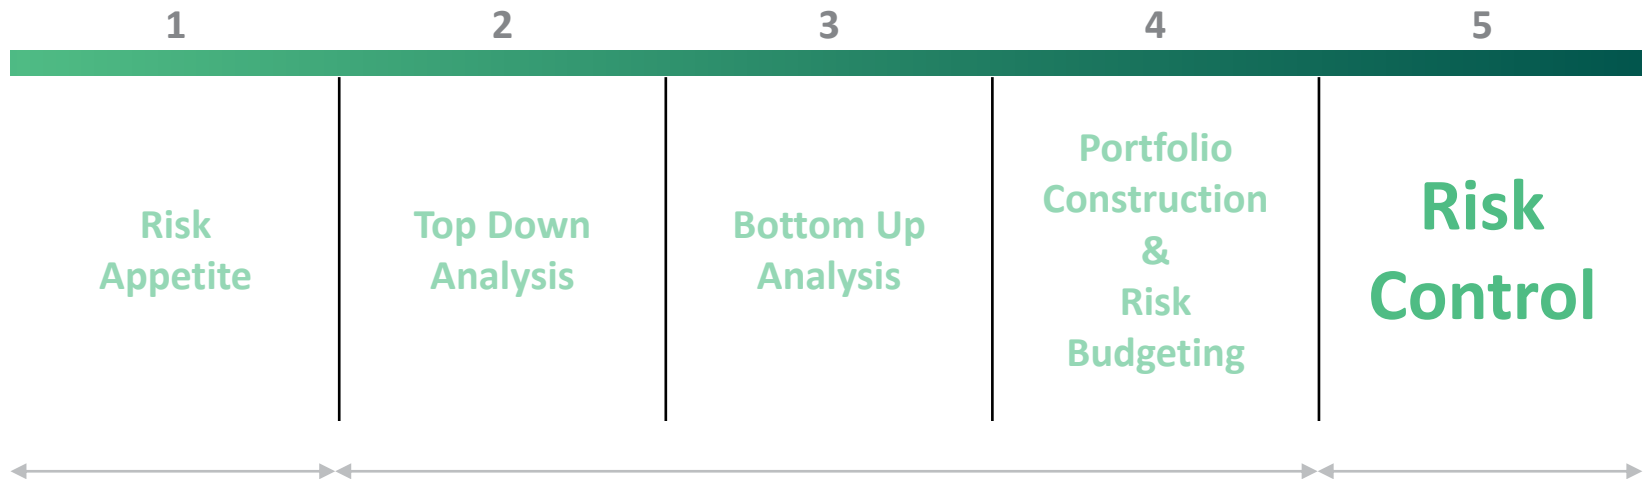 1
2
3
4
5
Risk
Appetite
Top Down
Analysis
Bottom Up
Analysis
Portfolio
Construction
&
Risk
Budgeting
Risk
Control